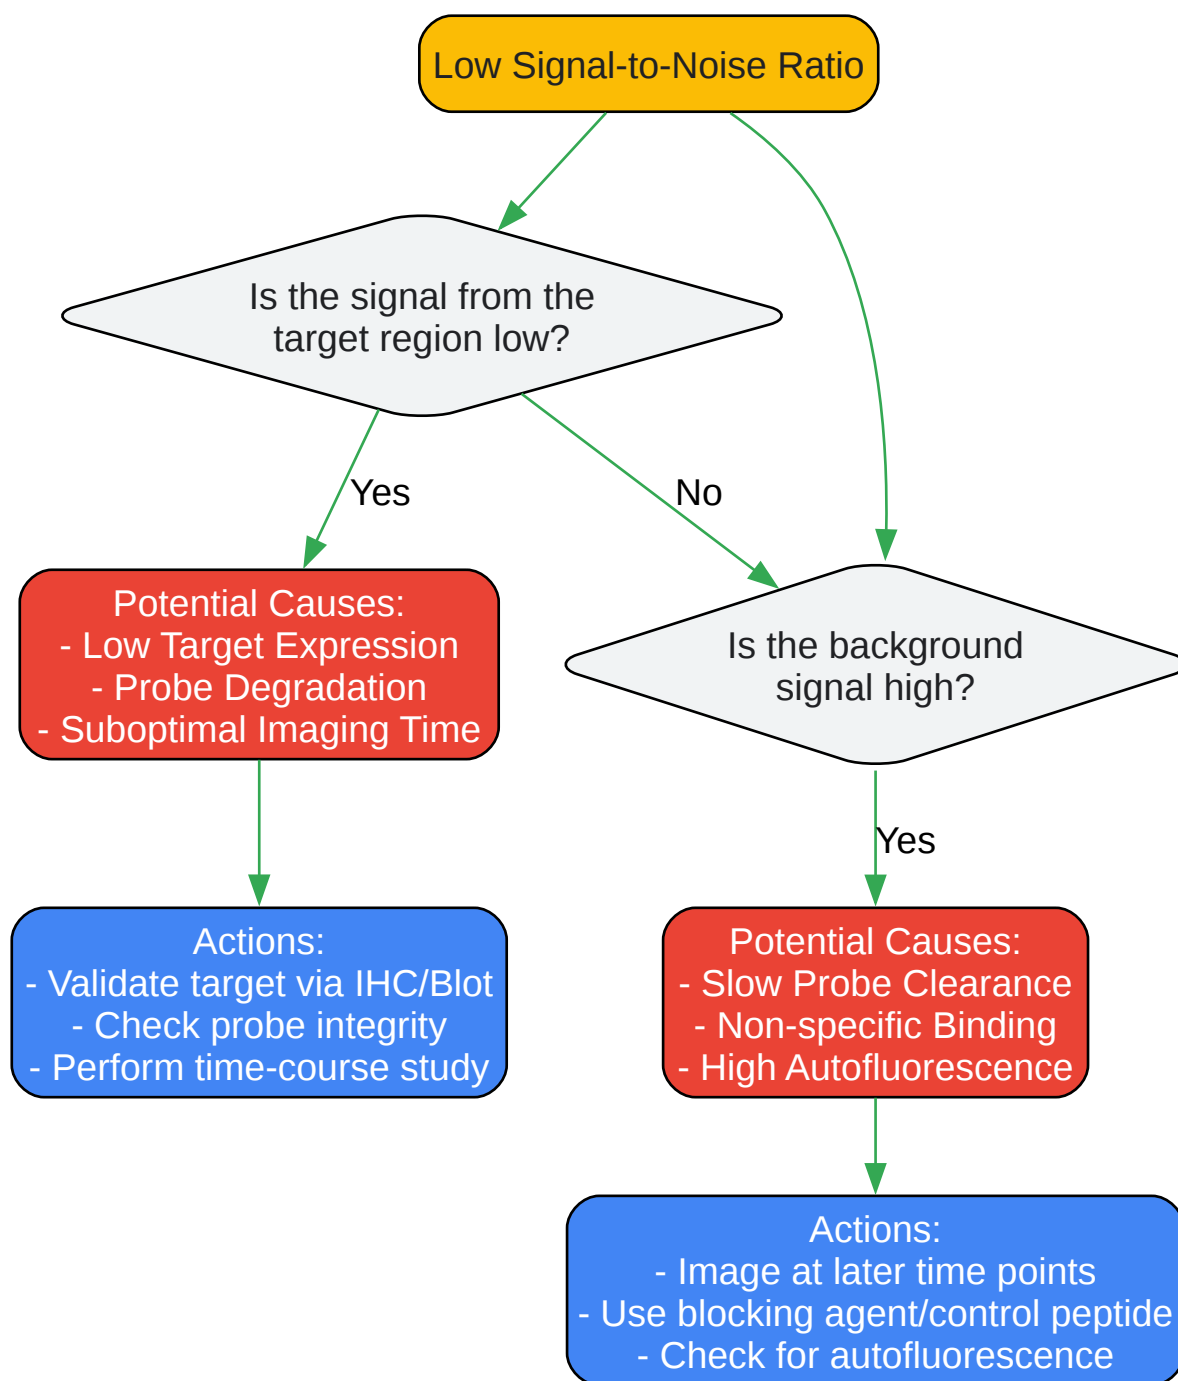 Low Signal-to-Noise Ratio
Is the signal from the
target region low?
Yes
No
Potential Causes:
- Low Target Expression
- Probe Degradation
- Suboptimal Imaging Time
Is the background
signal high?
Yes
Actions:
- Validate target via IHC/Blot
- Check probe integrity
- Perform time-course study
Potential Causes:
- Slow Probe Clearance
- Non-specific Binding
- High Autofluorescence
Actions:
- Image at later time points
- Use blocking agent/control peptide
- Check for autofluorescence